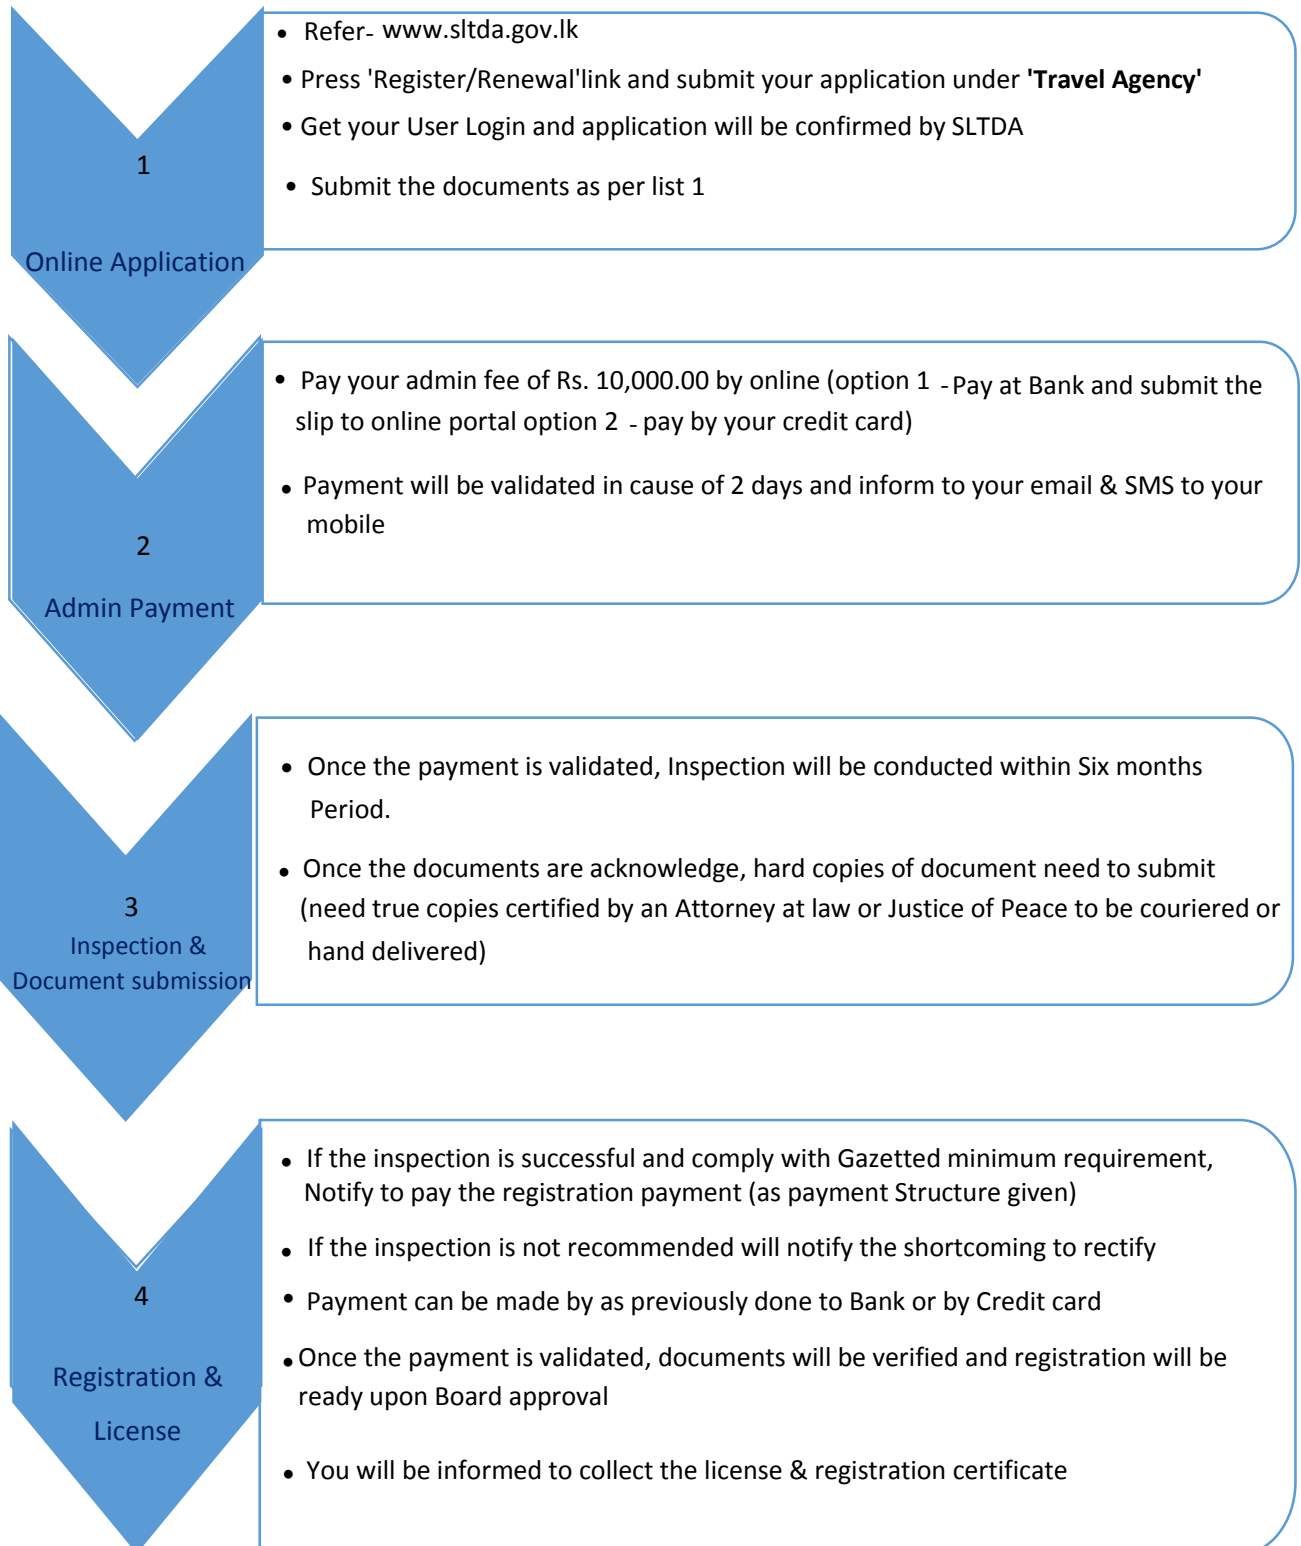 • Refer- www.sltda.gov.lk
• Press 'Register/Renewal'link and submit your application under 'Travel Agency'
• Get your User Login and application will be confirmed by SLTDA
1
• Submit the documents as per list 1
Online Application
• Pay your admin fee of Rs. 10,000.00 by online (option 1 - Pay at Bank and submit the
slip to online portal option 2 - pay by your credit card)
• Payment will be validated in cause of 2 days and inform to your email & SMS to your
mobile
2
Admin Payment
• Once the payment is validated, Inspection will be conducted within Six months
Period.
• Once the documents are acknowledge, hard copies of document need to submit
(need true copies certified by an Attorney at law or Justice of Peace to be couriered or
hand delivered)
3
Inspection &
Document submission
• If the inspection is successful and comply with Gazetted minimum requirement,
Notify to pay the registration payment (as payment Structure given)
• If the inspection is not recommended will notify the shortcoming to rectify
• Payment can be made by as previously done to Bank or by Credit card
• Once the payment is validated, documents will be verified and registration will be
ready upon Board approval
• You will be informed to collect the license & registration certificate
4
Registration &
License